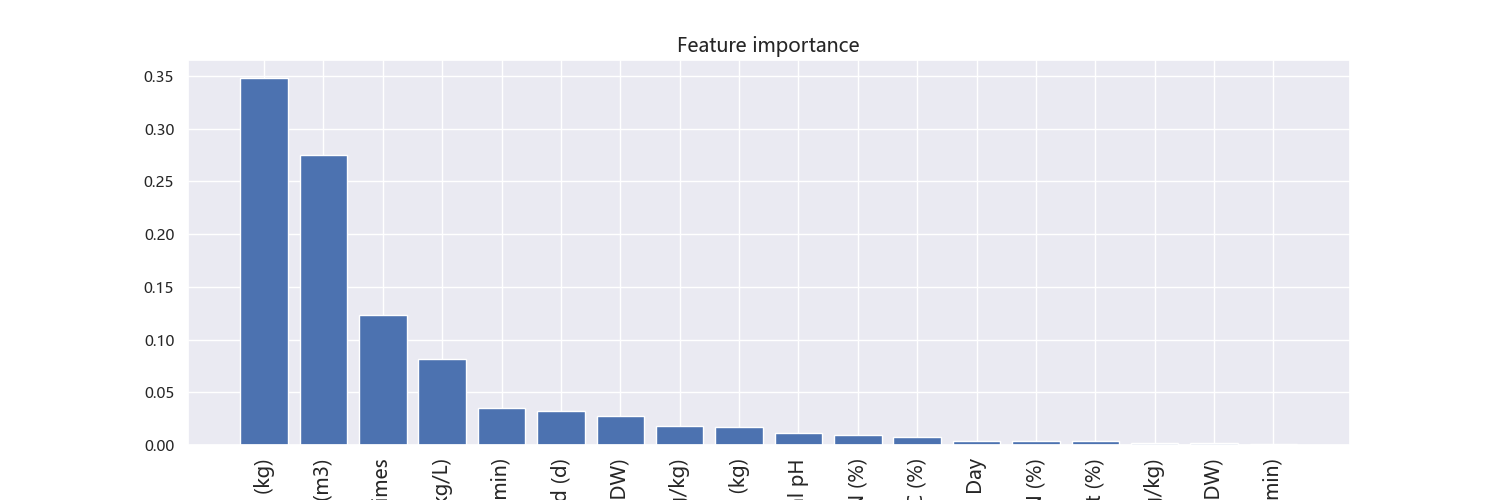 Feature importance
0.35
0.30
0.25
0.20
0.15
0.10
0.05
0.00
(kg)
(m3)
kg/L)
min)
(d)
DW)
/kg)
(kg)
pH
(%)
(%)
Day
(%)
(%)
/kg)
DW)
min)